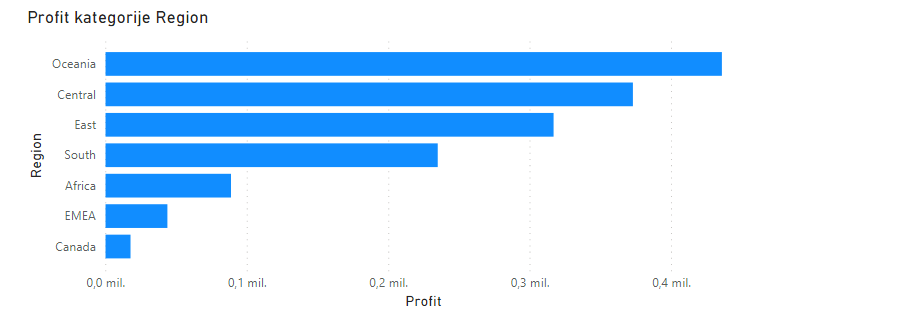 Profit kategorije Region
Region
Oceania
Central
East
South
Africa
EMEA
Canada
0,0 mil. 0,1 mil. 0,2 mil. 0,3 mil. 0,4 mil.
Profit